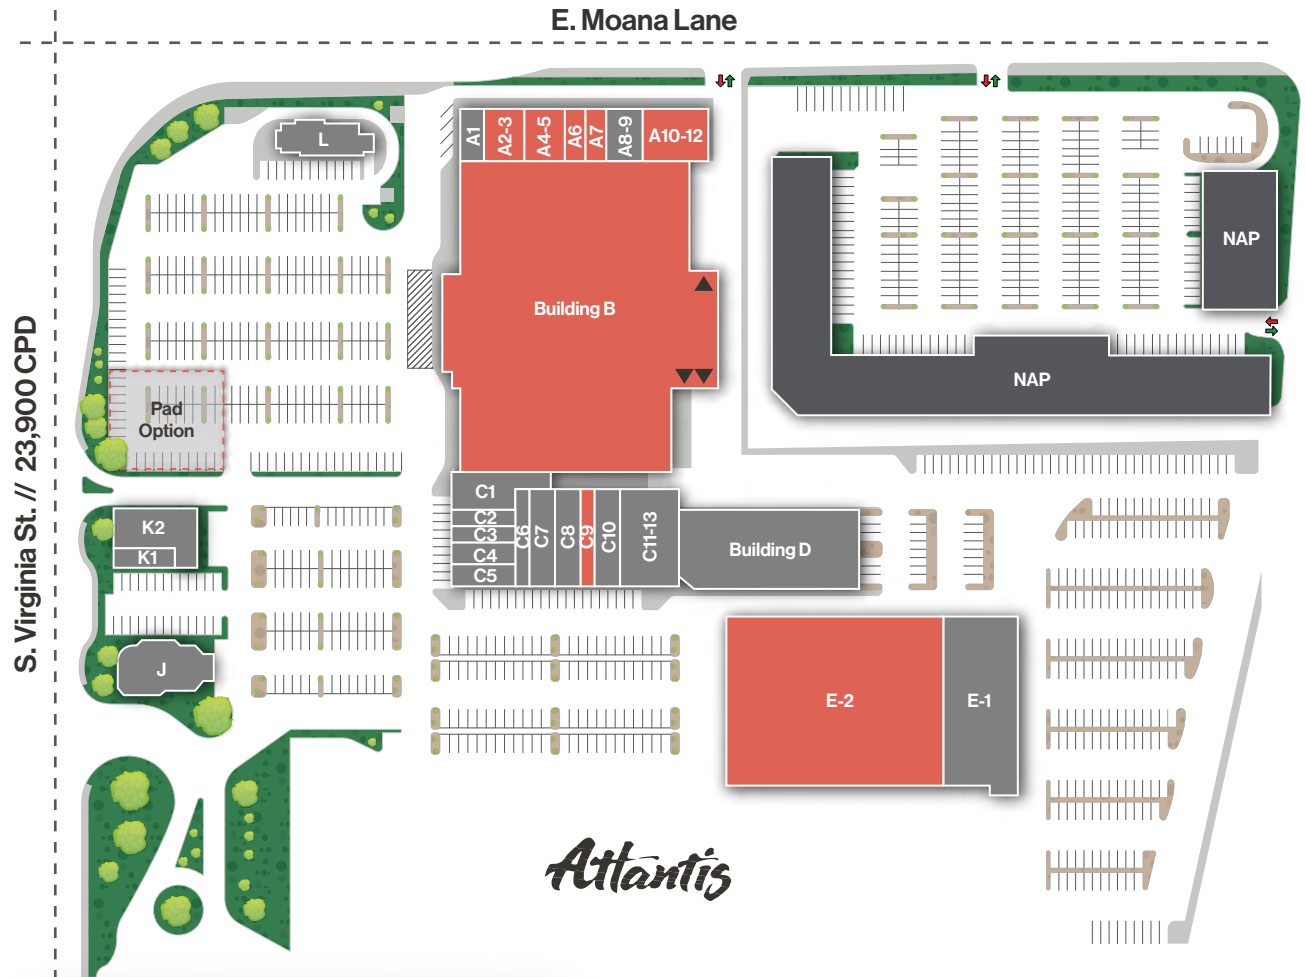 E. Moana Lane
S. Virginia St. // 23,900 CPD
L
A1
A2-3
A4-5
A6
A7
A8-9
A10-12
NAP
Building B
NAP
Pad
Option
C1
C2
C3
C4
C5
C6
C7
C8
C9
C10
C11-13
Building D
K2
K1
J
E-2
E-1
Atlantis